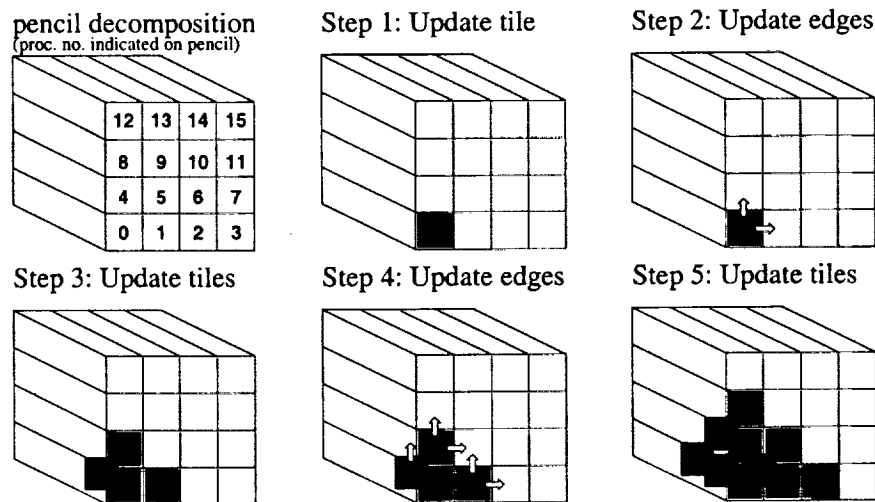 pencil decomposition
(proc. no. indicated on pencil)
12 13 14 15
8 9 10 11
4 5 6 7
0 1 2 3
Step 1: Update tile
Step 2: Update edges
Step 3: Update tiles
Step 4: Update edges
Step 5: Update tiles